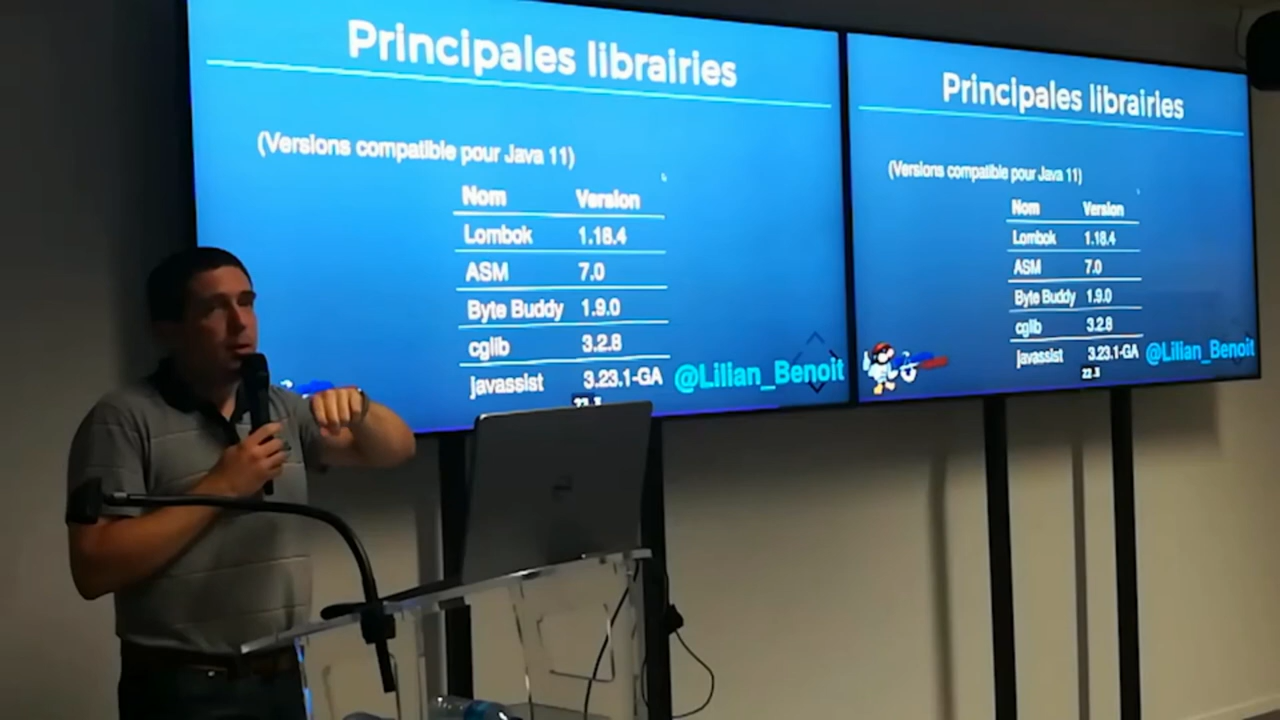 Principales librairies
(Versions compatible pour Java 11)
Nom Version
Lombok 1.18.4
ASM 7.0
Byte Buddy 1.9.0
cglib 3.2.8
javassist 3.23.1-GA
@Lilian_Benoit
Principales librairies
(Versions compatible pour Java 11)
Nom Version
Lombok 1.18.4
ASM 7.0
Byte Buddy 1.9.0
cglib 3.2.8
javassist 3.23.1-GA
@Lilian_Benoit